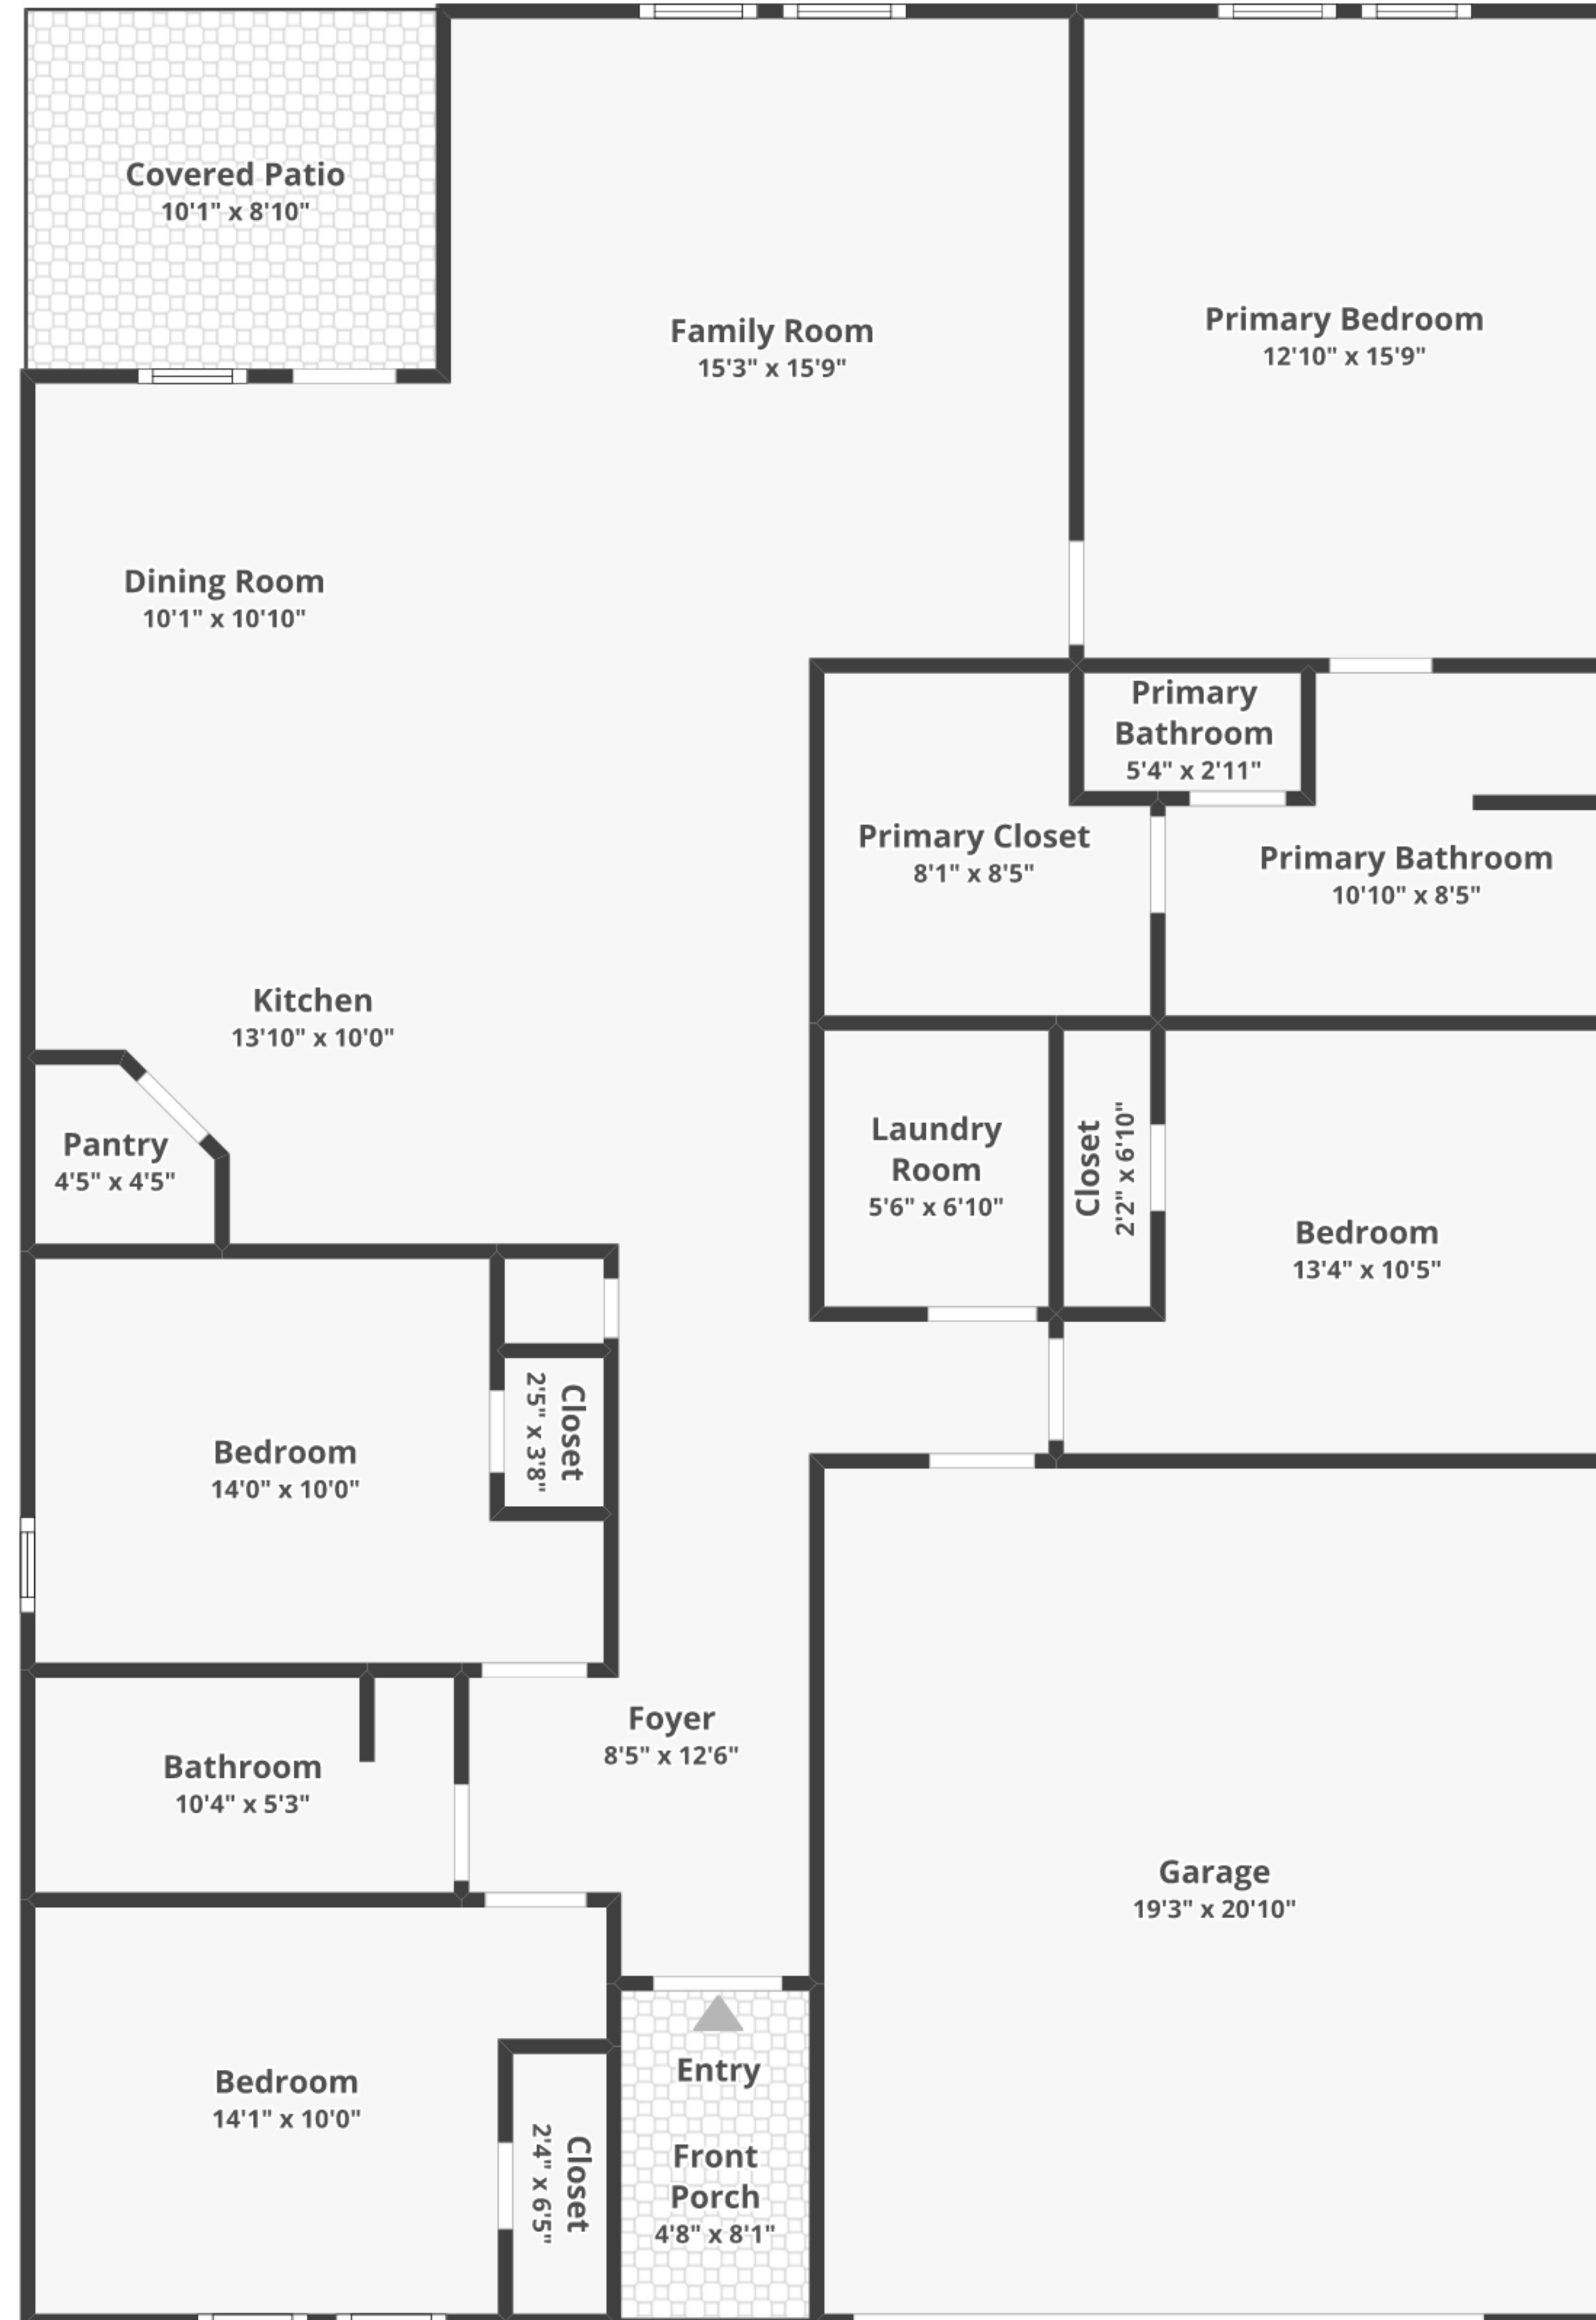 Covered Patio
10'1" x 8'10"
Family Room
15'3" x 15'9"
Primary Bedroom
12'10" x 15'9"
Dining Room
10'1" x 10'10"
Primary
Bathroom
5'4" x 2'11"
Primary Closet
8'1" x 8'5"
Primary Bathroom
10'10" x 8'5"
Kitchen
13'10" x 10'0"
Pantry
4'5" x 4'5"
Laundry
Room
5'6" x 6'10"
Closet
2'2" x 6'10"
Bedroom
13'4" x 10'5"
Bedroom
14'0" x 10'0"
Closet
2'5" x 3'8"
Foyer
8'5" x 12'6"
Bathroom
10'4" x 5'3"
Garage
19'3" x 20'10"
Bedroom
14'1" x 10'0"
Closet
2'4" x 6'5"
Entry
Front
Porch
4'8" x 8'1"